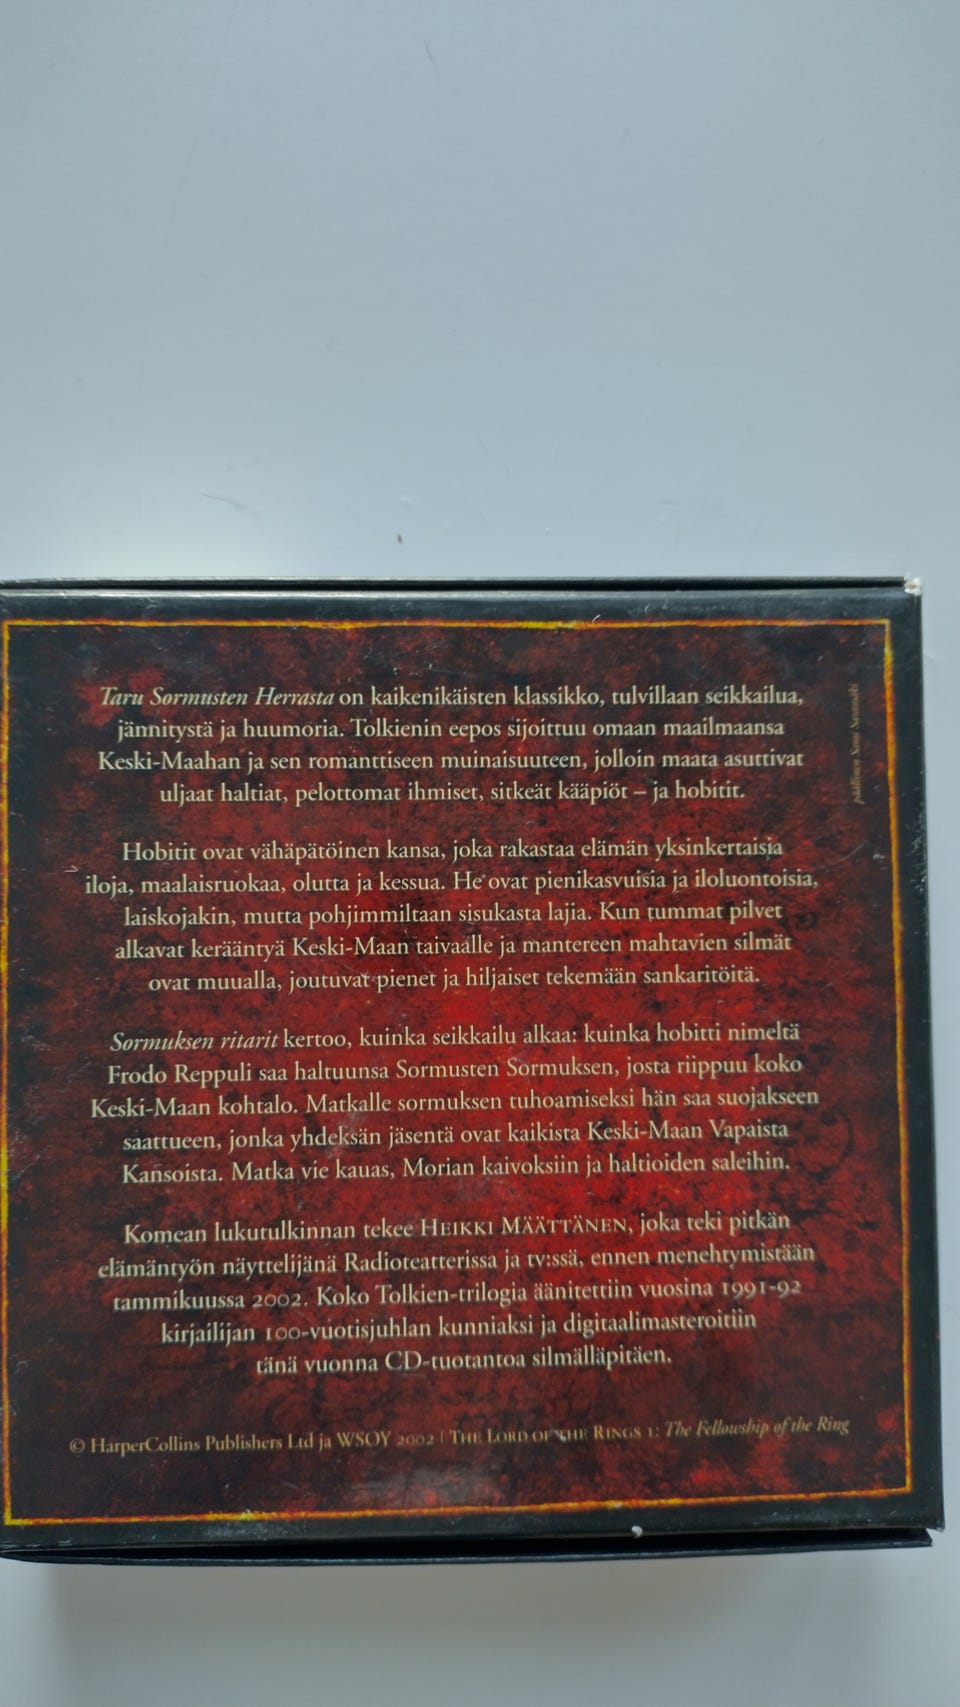 Taru Sormusten Herrasta on kaikenikäisten klassikko, tulvillaan seikkailua,
jännitystä ja huumoria. Tolkienin eepos sijoittuu omaan maailmaansa
Keski-Maahan ja sen romanttiseen muinaisuuteen, jolloin maata asuttivat
uljaat haltiat, pelottomat ihmiset, sitkeät kääpiöt – ja hobitit.
Hobitit ovat vähäpätöinen kansa, joka rakastaa elämän yksinkertaisia
iloja, maalaisruokaa, olutta ja kessua. He ovat pienikasvuisia ja iloluontoisia,
laiskojakin, mutta pohjimmiltaan sisukasta lajia. Kun tummat pilvet
alkavat kerääntyä Keski-Maan taivaalle ja mantereen mahtavien silmät
ovat muualla, joutuvat pienet ja hiljaiset tekemään sankaritöitä.
Sormuksen ritarit kertoo, kuinka seikkailu alkaa: kuinka hobitti nimeltä
Frodo Reppuli saa haltuunsa Sormusten Sormuksen, josta riippuu koko
Keski-Maan kohtalo. Matkalle sormuksen tuhoamiseksi hän saa suojakseen
saattueen, jonka yhdeksän jäsentä ovat kaikista Keski-Maan Vapaista
Kansoista. Matka vie kauas, Morian kaivoksiin ja haltioiden saleihin.
Komean lukutulkinnan tekee HEIKKI MÄÄTTÄNEN, joka teki pitkän
elämäntyön näyttelijänä Radioteatterissa ja tv:ssä, ennen menehtymistään
tammikuussa 2002. Koko Tolkien-trilogia äänitettiin vuosina 1991-92
kirjailijan 100-vuotisjuhlan kunniaksi ja digitaalimasteroitiin
tänä vuonna CD-tuotantoa silmälläpitäen.
© HarperCollins Publishers Ltd ja WSOY 2002 | THE LORD OF THE RINGS 1: The Fellowship of the Ring
päällinen